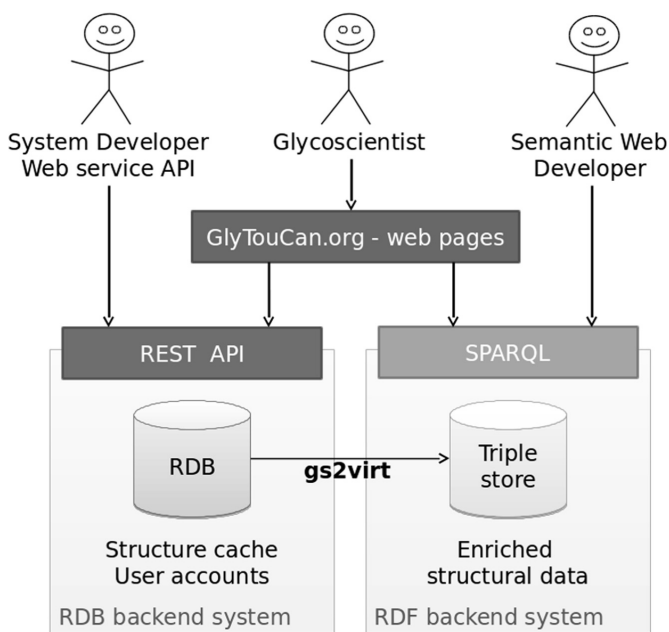 System Developer
Web service API
Glycoscientist
Semantic Web
Developer
GlyTouCan.org - web pages
REST API
SPARQL
RDB
gs2virt
Triple
store
Structure cache
User accounts
Enriched
structural data
RDB backend system
RDF backend system